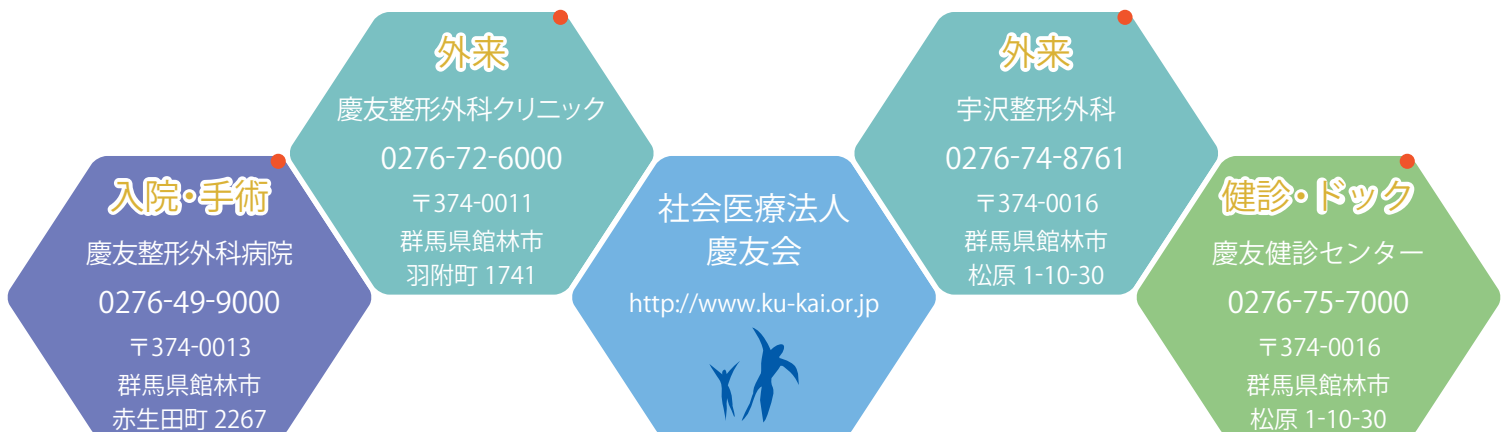 入院・手術
慶友整形外科病院
0276-49-9000
〒374-0013
群馬県館林市
赤生田町 2267
外来
慶友整形外科クリニック
0276-72-6000
〒374-0011
群馬県館林市
羽附町 1741
社会医療法人
慶友会
http://www.ku-kai.or.jp
外来
宇沢整形外科
0276-74-8761
〒374-0016
群馬県館林市
松原 1-10-30
健診・ドック
慶友健診センター
0276-75-7000
〒374-0016
群馬県館林市
松原 1-10-30